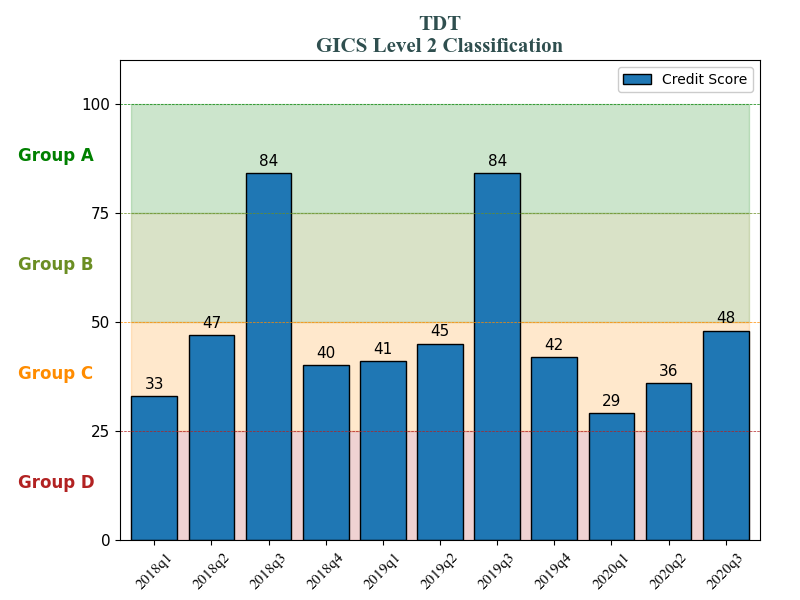 TDT
GICS Level 2 Classification
Credit Score
100
Group A
75
Group B
50
Group C
25
Group D
0
33
47
84
40
41
45
84
42
29
36
48
2018q1
2018q2
2018q3
2018q4
2019q1
2019q2
2019q3
2019q4
2020q1
2020q2
2020q3